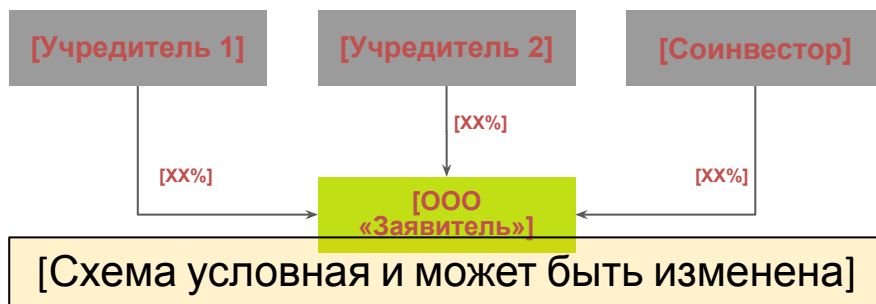 [Учредитель 1]
[Учредитель 2]
[Соинвестор]
[XX%]
[XX%]
[XX%]
[ООО
«Заявитель»]
[Схема условная и может быть изменена]